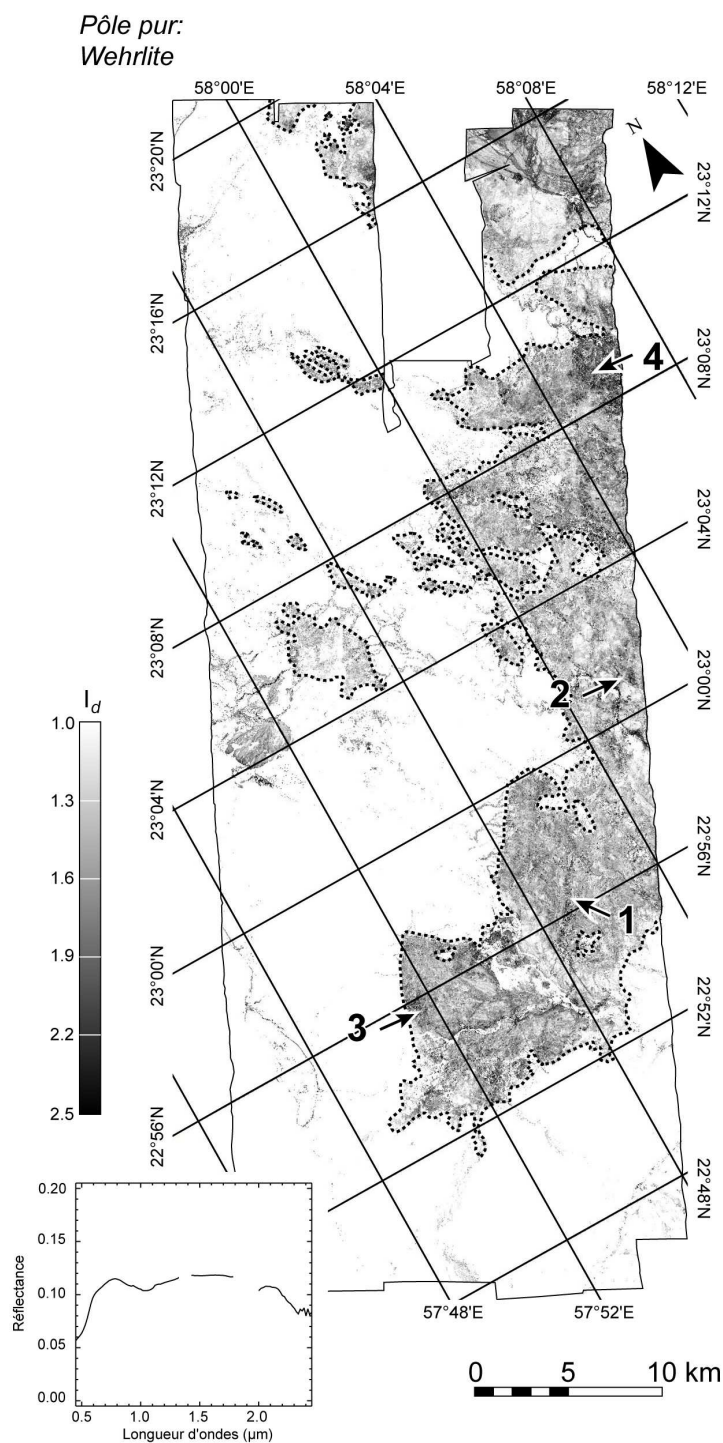 Pôle pur:
Wehrlite
58°00'E
58°04'E
58°08'E
58°12'E
N
23°20'N
23°12'N
23°16'N
4
23°08'N
23°12'N
23°04'N
23°08'N
2
23°00'N
I_d
1.0
1.3
1.6
1.9
2.2
2.5
23°04'N
22°56'N
1
23°00'N
22°52'N
3
22°56'N
22°48'N
57°48'E
57°52'E
0.20
0.15
0.10
0.05
0.00
Réflectance
0.5
1.0
1.5
2.0
Longueur d'ondes (µm)
0
5
10 km